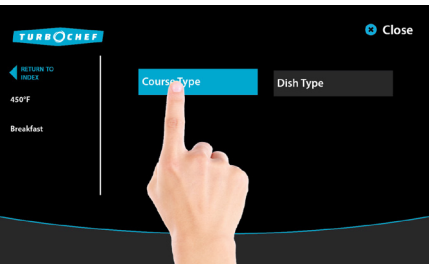 TURBOCHEF
Close
RETURN TO
INDEX
450°F
Breakfast
Course Type
Dish Type